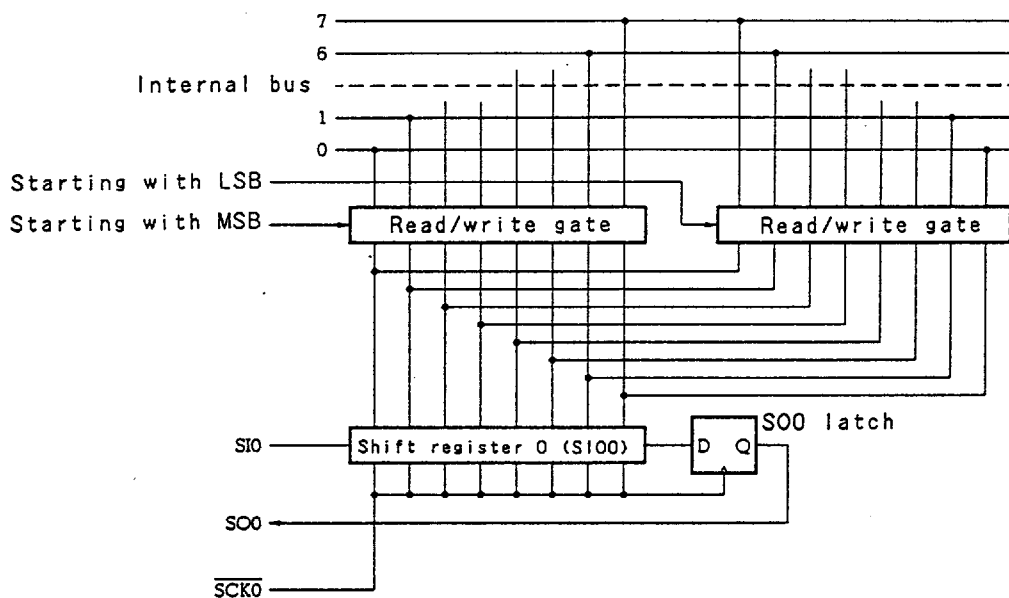 7
6
Internal bus
1
0
Starting with LSB
Starting with MSB
Read/write gate
Read/write gate
SO0 latch
SI0
Shift register 0 (SIO0)
D Q
SO0
SCK0